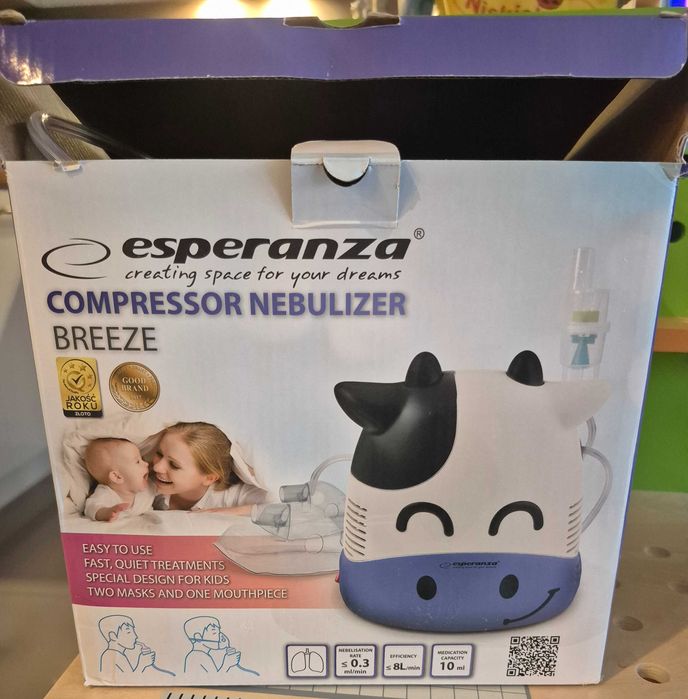 esperanza®
creating space for your dreams
COMPRESSOR NEBULIZER
BREEZE
JAKOŚĆ
ROKU
ZŁOTO
GOOD
BRAND
EASY TO USE
FAST, QUIET TREATMENTS
SPECIAL DESIGN FOR KIDS
TWO MASKS AND ONE MOUTHPIECE
esperanza
NEBELISATION
RATE
≤ 0.3
ml/min
EFFICIENCY
≤ 8L/min
MEDICATION
CAPACITY
10 ml